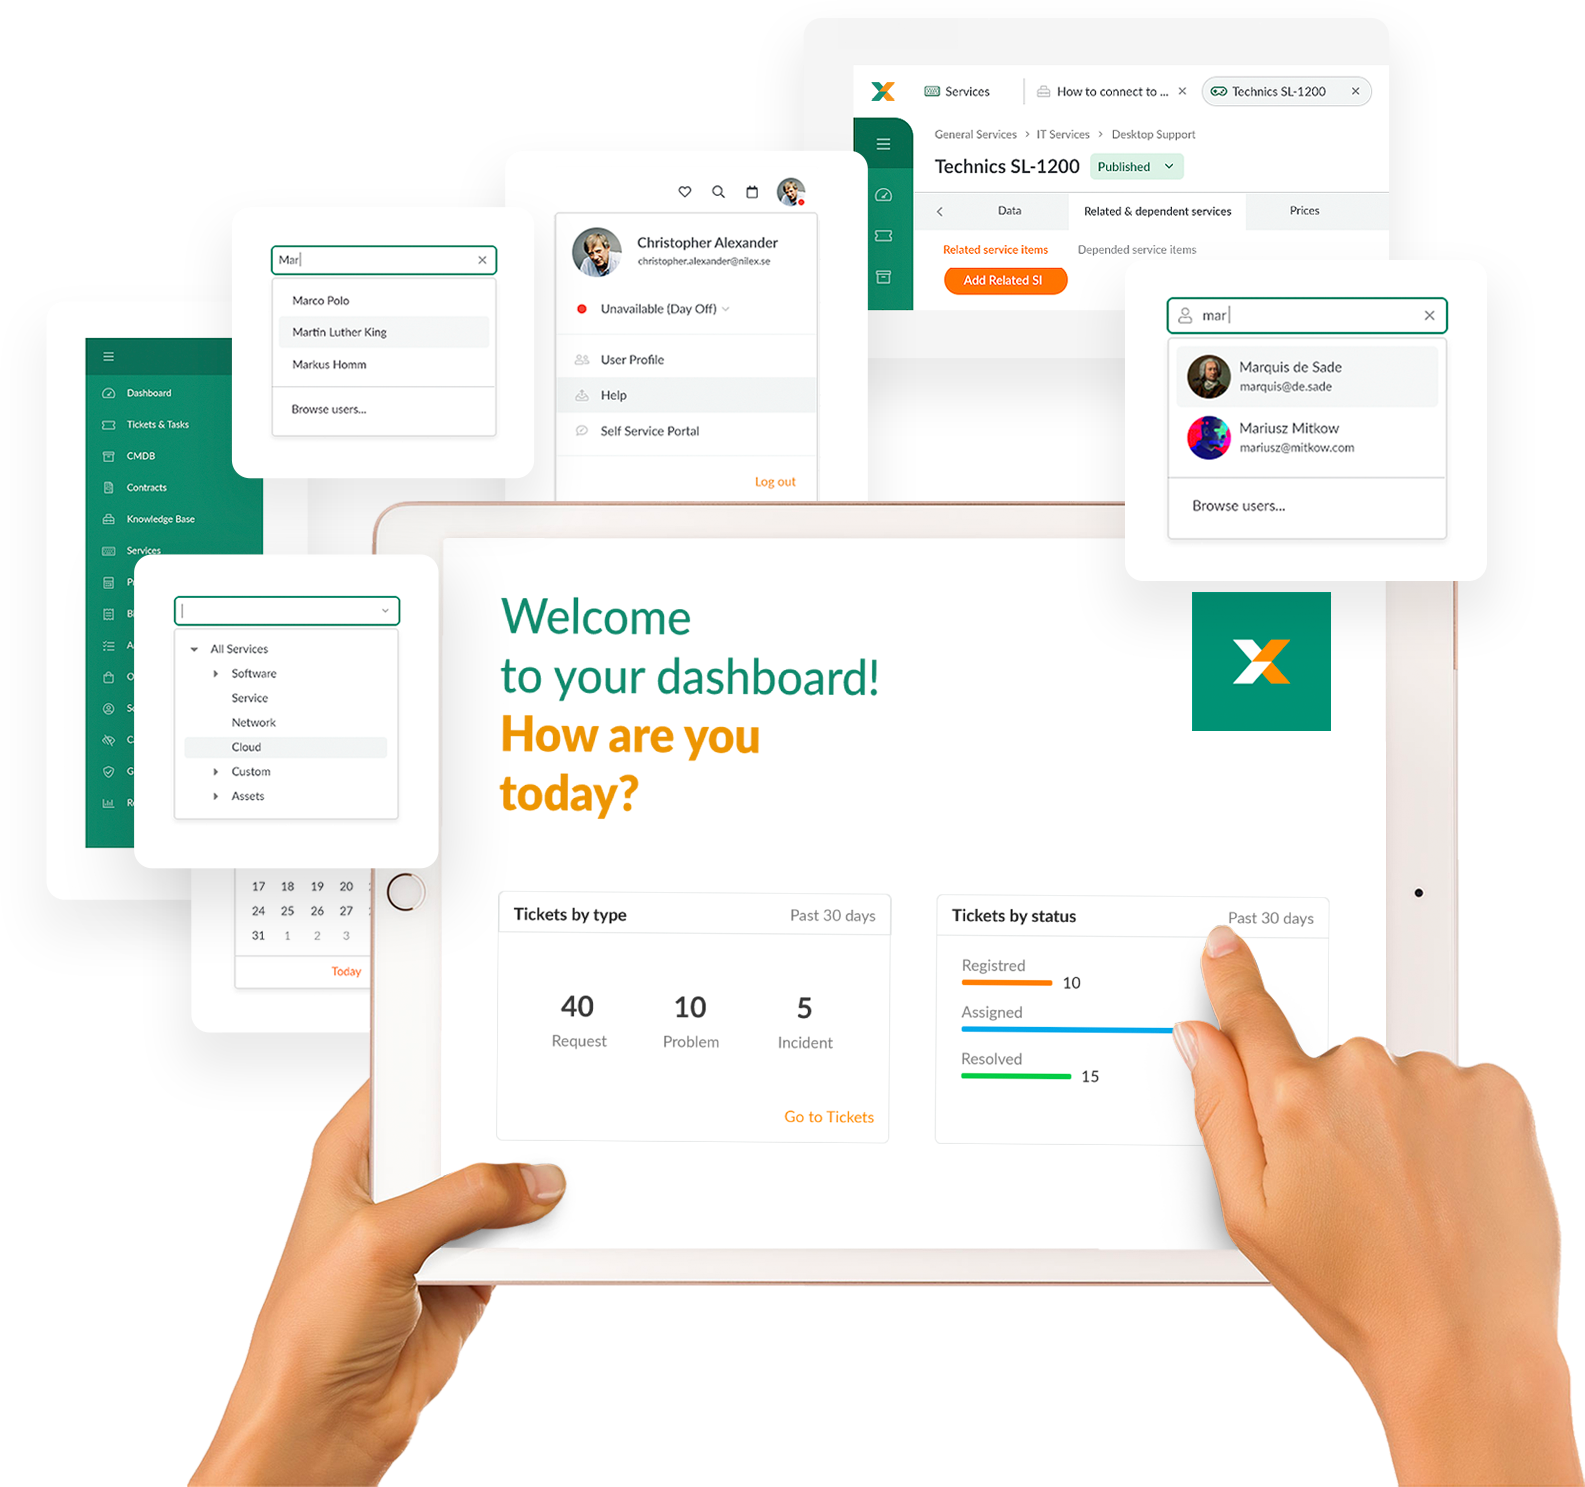 Services
How to connect to ...
Technics SL-1200
General Services > IT Services > Desktop Support
Technics SL-1200
Published
Data
Related & dependent services
Prices
Related service items
Depended service items
Add Related SI
Christopher Alexander
christopher.alexander@nilex.se
Unavailable (Day Off)
User Profile
Help
Self Service Portal
Log out
Mar
Marco Polo
Martin Luther King
Markus Homm
Browse users...
mar
Marquis de Sade
marquis@de.sade
Mariusz Mitkow
mariusz@mitkow.com
Browse users...
Dashboard
Tickets & Tasks
CMDB
Contracts
Knowledge Base
Services
All Services
Software
Service
Network
Cloud
Custom
Assets
17 18 19 20
24 25 26 27
31 1 2 3
Today
Welcome
to your dashboard!
How are you
today?
Tickets by type
Past 30 days
40
10
5
Request
Problem
Incident
Go to Tickets
Tickets by status
Past 30 days
Registred
10
Assigned
Resolved
15